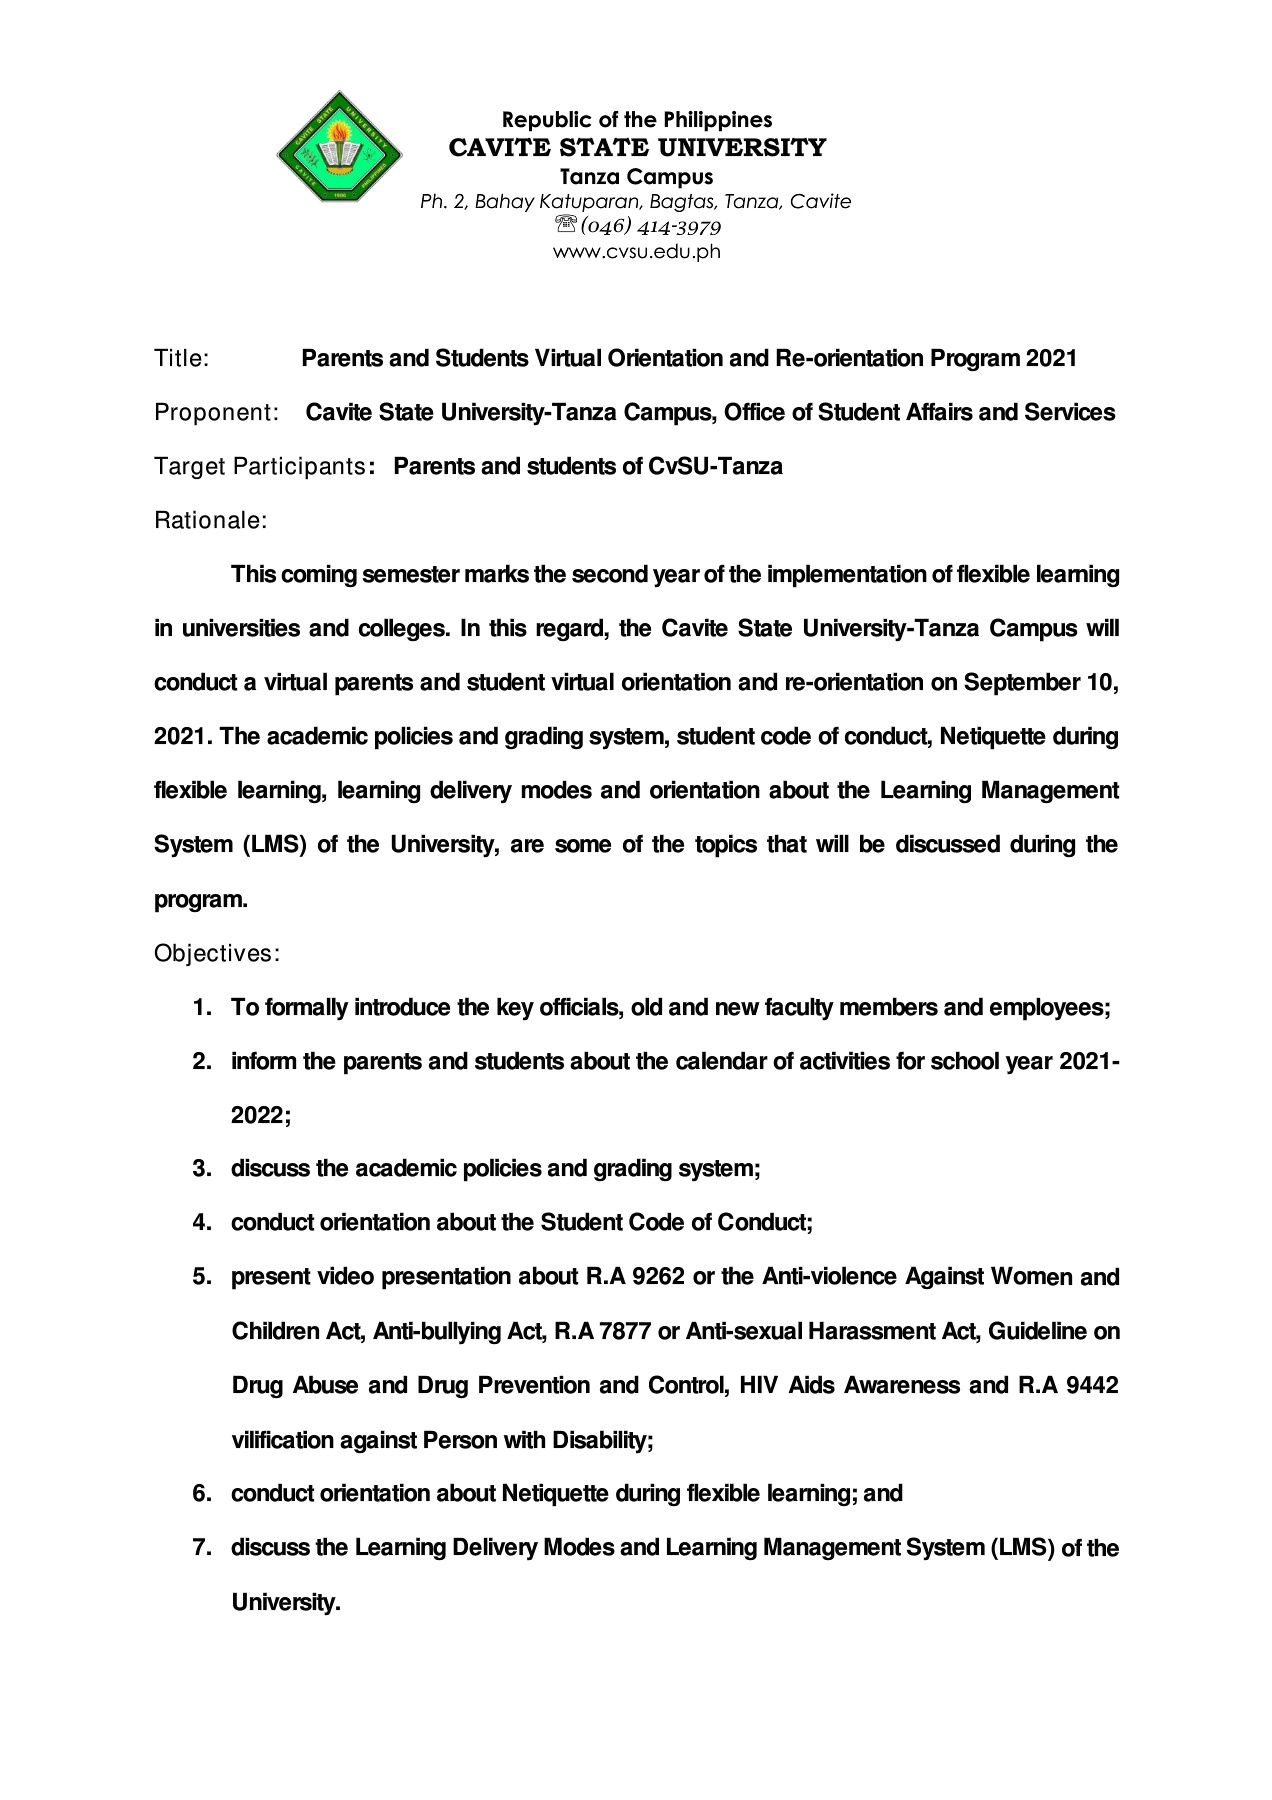 CAVITE STATE UNIVERSITY
CAVITE PHILIPPINES
1906
Republic of the Philippines
CAVITE STATE UNIVERSITY
Tanza Campus
Ph. 2, Bahay Katuparan, Bagtas, Tanza, Cavite
(046) 414-3979
www.cvsu.edu.ph
Title: Parents and Students Virtual Orientation and Re-orientation Program 2021
Proponent: Cavite State University-Tanza Campus, Office of Student Affairs and Services
Target Participants: Parents and students of CvSU-Tanza
Rationale:
This coming semester marks the second year of the implementation of flexible learning
in universities and colleges. In this regard, the Cavite State University-Tanza Campus will
conduct a virtual parents and student virtual orientation and re-orientation on September 10,
2021. The academic policies and grading system, student code of conduct, Netiquette during
flexible learning, learning delivery modes and orientation about the Learning Management
System (LMS) of the University, are some of the topics that will be discussed during the
program.
Objectives:
1. To formally introduce the key officials, old and new faculty members and employees;
2. inform the parents and students about the calendar of activities for school year 2021-
2022;
3. discuss the academic policies and grading system;
4. conduct orientation about the Student Code of Conduct;
5. present video presentation about R.A 9262 or the Anti-violence Against Women and
Children Act, Anti-bullying Act, R.A 7877 or Anti-sexual Harassment Act, Guideline on
Drug Abuse and Drug Prevention and Control, HIV Aids Awareness and R.A 9442
vilification against Person with Disability;
6. conduct orientation about Netiquette during flexible learning; and
7. discuss the Learning Delivery Modes and Learning Management System (LMS) of the
University.